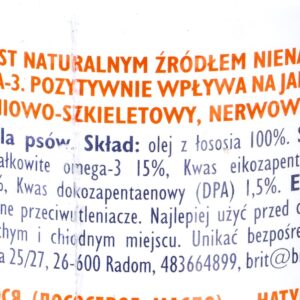 ST NATURALNYM ŹRÓDŁEM NIENA
A-3. POZYTYWNIE WPŁYWA NA JA
NIOWO-SZKIELETOWY, NERWOW
la psów. Skład: olej z łososia 100%. S
ałkowite omega-3 15%, Kwas eikozapent
%, Kwas dokozapentaenowy (DPA) 1,5%. E
ne przeciwutleniacze. Najlepiej użyć przed d
chym i chłodnym miejscu. Unikać bezpośre
a 25/27, 26-600 Radom, 483664899, brit@b